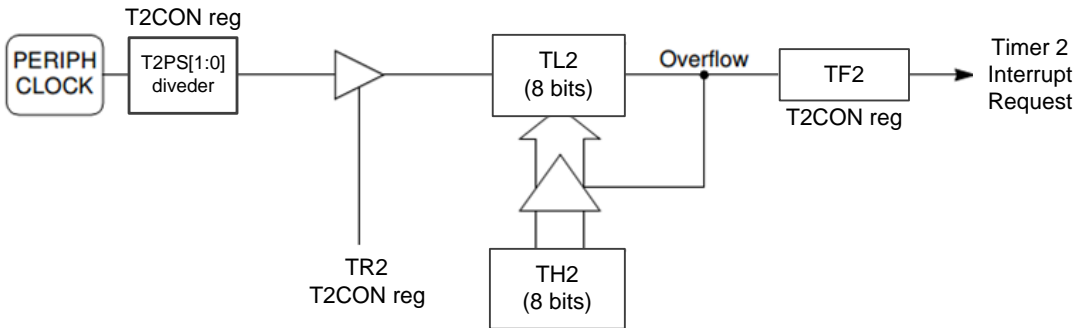 T2CON reg
PERIPH
CLOCK
T2PS[1:0]
diveder
TL2
(8 bits)
Overflow
TF2
T2CON reg
Timer 2
Interrupt
Request
TR2
T2CON reg
TH2
(8 bits)